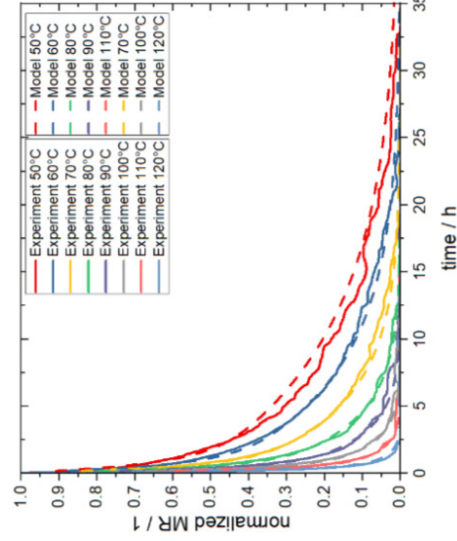 Experiment 50°C
Experiment 60°C
Experiment 70°C
Experiment 80°C
Experiment 90°C
Experiment 100°C
Experiment 110°C
Experiment 120°C
Model 50°C
Model 60°C
Model 80°C
Model 90°C
Model 110°C
Model 70°C
Model 100°C
Model 120°C
normalized MR / 1
1.0
0.9
0.8
0.7
0.6
0.5
0.4
0.3
0.2
0.1
0.0
0
5
10
15
20
25
30
35
time / h